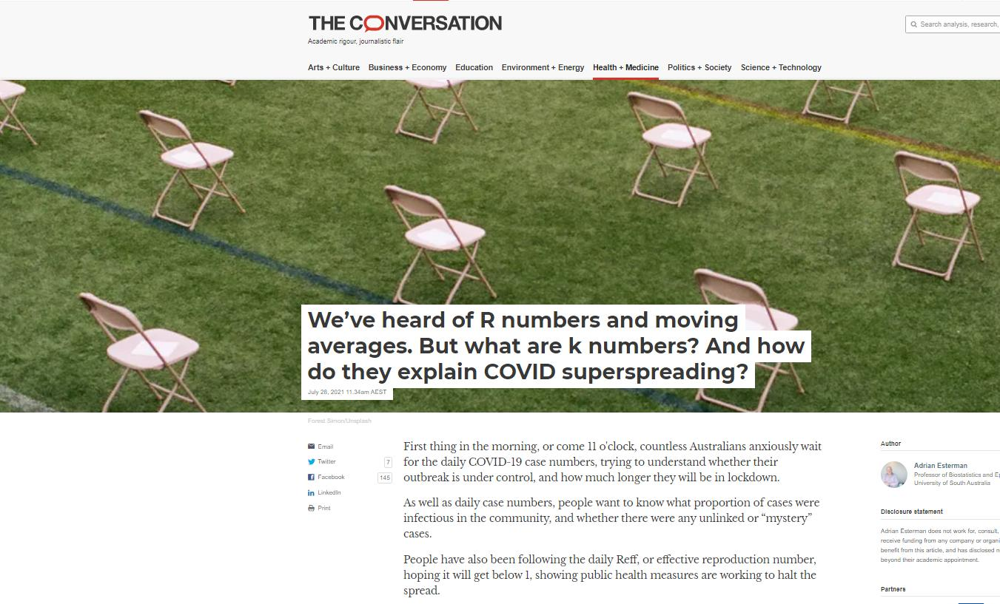 THE CONVERSATION
Academic rigour, journalistic flair
Search analysis, research,
Arts + Culture Business + Economy Education Environment + Energy Health + Medicine Politics + Society Science + Technology
We’ve heard of R numbers and moving
averages. But what are k numbers? And how
do they explain COVID superspreading?
July 28, 2021 11.34am AEST
Forest Simon/Unsplash
Email
Twitter 7
Facebook 145
LinkedIn
Print
First thing in the morning, or come 11 o'clock, countless Australians anxiously wait
for the daily COVID-19 case numbers, trying to understand whether their
outbreak is under control, and how much longer they will be in lockdown.
As well as daily case numbers, people want to know what proportion of cases were
infectious in the community, and whether there were any unlinked or “mystery”
cases.
People have also been following the daily Reff, or effective reproduction number,
hoping it will get below 1, showing public health measures are working to halt the
spread.
Author
Adrian Esterman
Professor of Biostatistics and Ep
University of South Australia
Disclosure statement
Adrian Esterman does not work for, consult,
receive funding from any company or organi
benefit from this article, and has disclosed n
beyond their academic appointment.
Partners